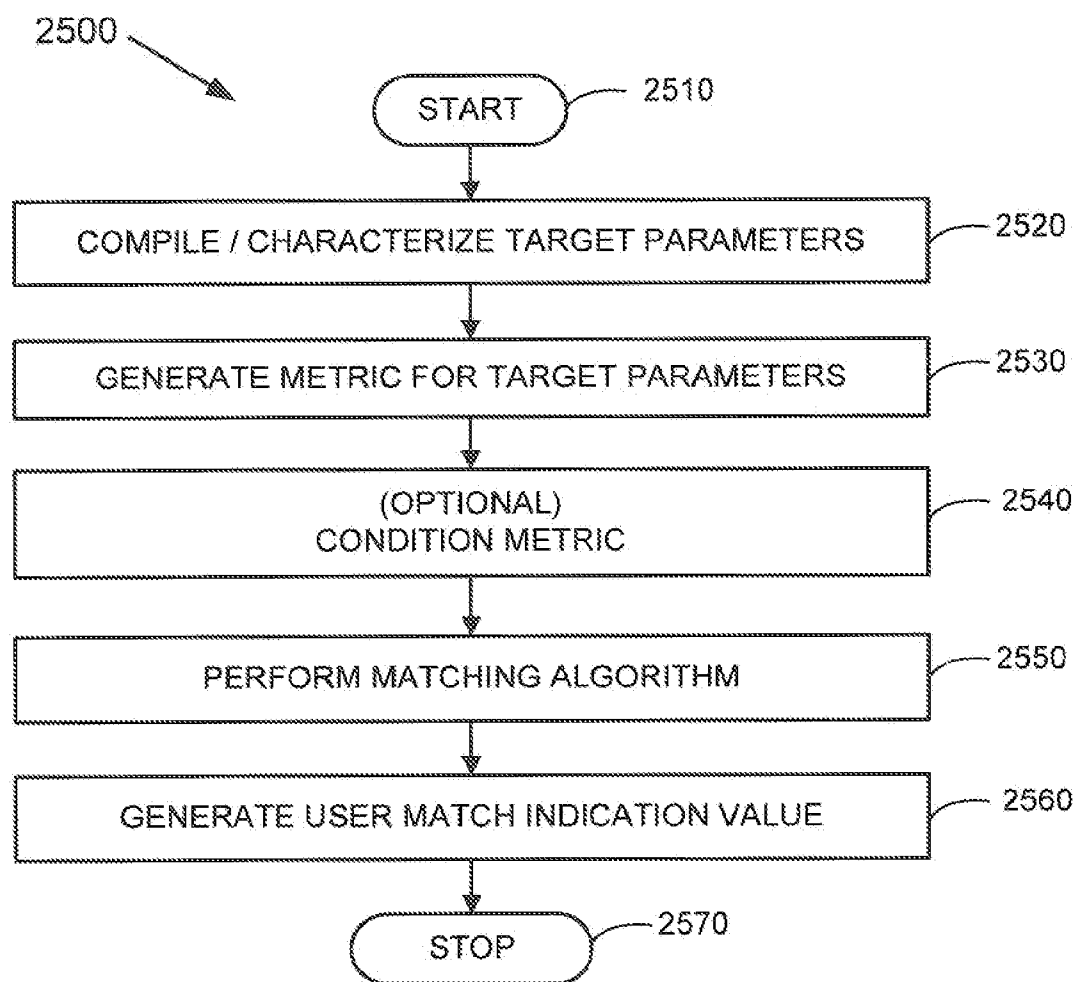 2500
START
2510
COMPILE / CHARACTERIZE TARGET PARAMETERS
2520
GENERATE METRIC FOR TARGET PARAMETERS
2530
(OPTIONAL)
CONDITION METRIC
2540
PERFORM MATCHING ALGORITHM
2550
GENERATE USER MATCH INDICATION VALUE
2560
STOP
2570